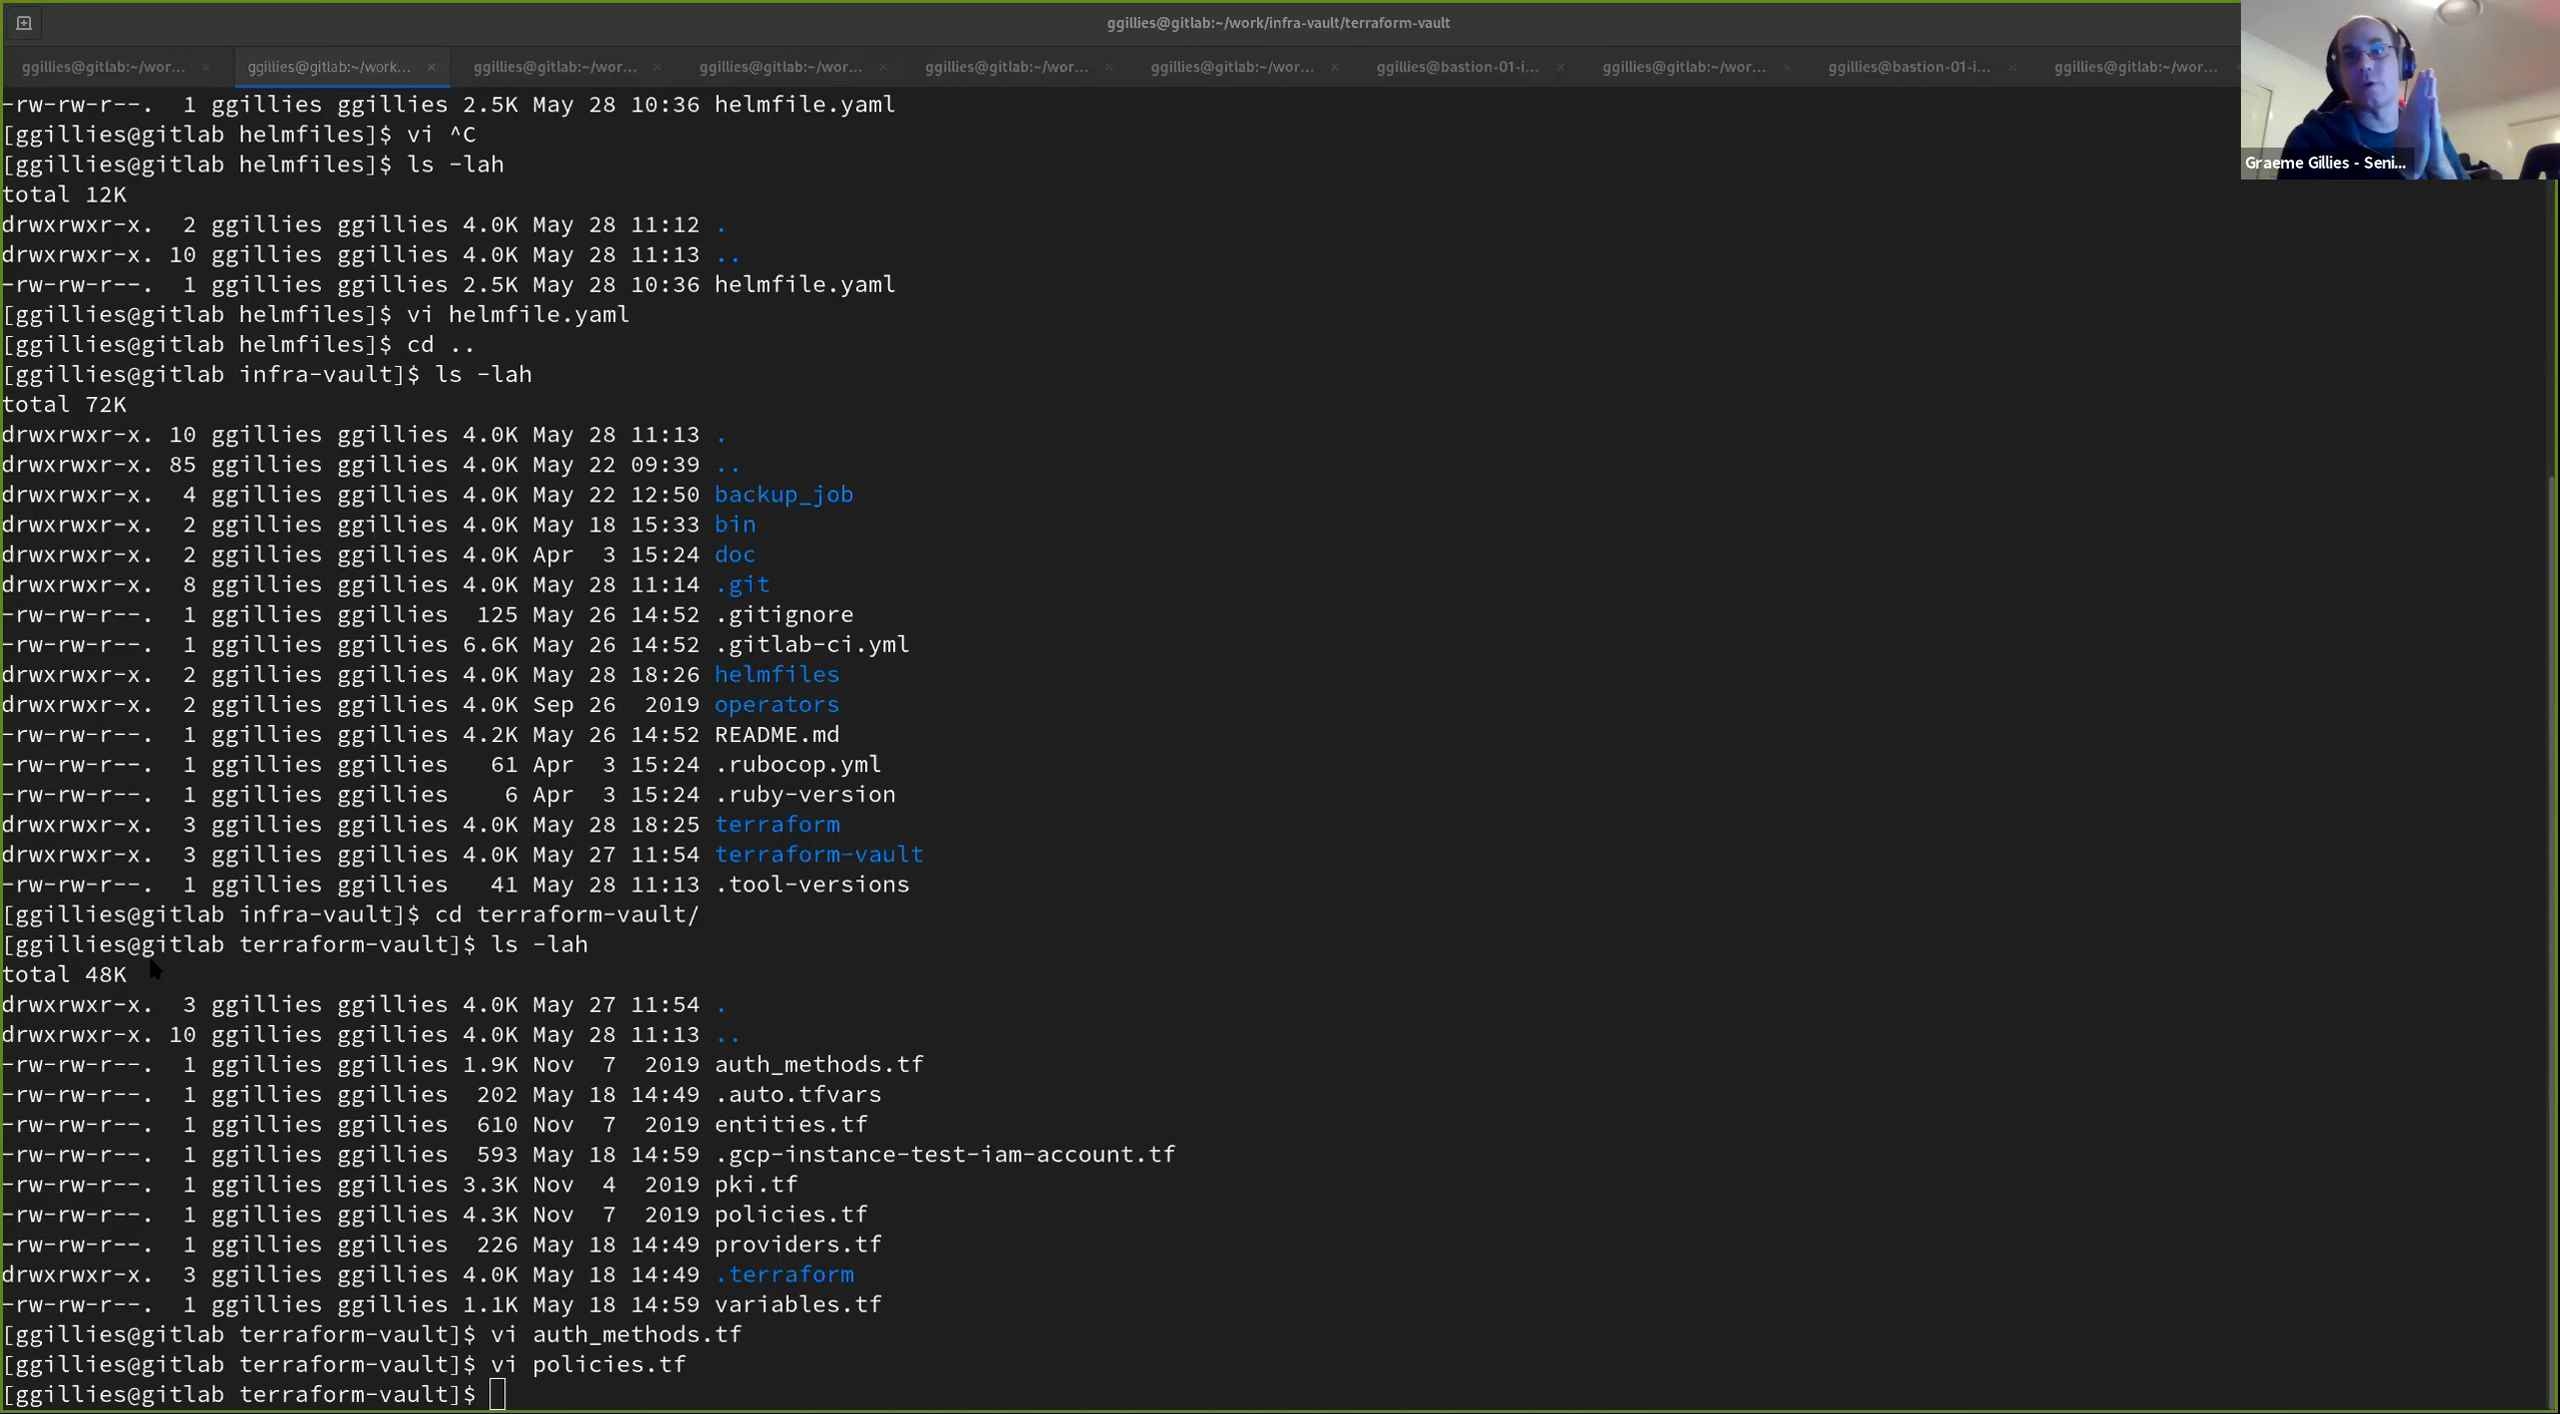 ggillies@gitlab:~/work/infra-vault/terraform-vault
ggillies@gitlab:~/wor... × ggillies@gitlab:~/work... × ggillies@gitlab:~/wor... × ggillies@gitlab:~/wor... × ggillies@gitlab:~/wor... × ggillies@gitlab:~/wor... × ggillies@bastion-01-i... × ggillies@gitlab:~/wor... × ggillies@bastion-01-i... × ggillies@gitlab:~/wor...
Graeme Gillies - Seni...
-rw-rw-r--.  1 ggillies ggillies 2.5K May 28 10:36 helmfile.yaml
[ggillies@gitlab helmfiles]$ vi ^C
[ggillies@gitlab helmfiles]$ ls -lah
total 12K
drwxrwxr-x.  2 ggillies ggillies 4.0K May 28 11:12 .
drwxrwxr-x. 10 ggillies ggillies 4.0K May 28 11:13 ..
-rw-rw-r--.  1 ggillies ggillies 2.5K May 28 10:36 helmfile.yaml
[ggillies@gitlab helmfiles]$ vi helmfile.yaml
[ggillies@gitlab helmfiles]$ cd ..
[ggillies@gitlab infra-vault]$ ls -lah
total 72K
drwxrwxr-x. 10 ggillies ggillies 4.0K May 28 11:13 .
drwxrwxr-x. 85 ggillies ggillies 4.0K May 22 09:39 ..
drwxrwxr-x.  4 ggillies ggillies 4.0K May 22 12:50 backup_job
drwxrwxr-x.  2 ggillies ggillies 4.0K May 18 15:33 bin
drwxrwxr-x.  2 ggillies ggillies 4.0K Apr  3 15:24 doc
drwxrwxr-x.  8 ggillies ggillies 4.0K May 28 11:14 .git
-rw-rw-r--.  1 ggillies ggillies  125 May 26 14:52 .gitignore
-rw-rw-r--.  1 ggillies ggillies 6.6K May 26 14:52 .gitlab-ci.yml
drwxrwxr-x.  2 ggillies ggillies 4.0K May 28 18:26 helmfiles
drwxrwxr-x.  2 ggillies ggillies 4.0K Sep 26  2019 operators
-rw-rw-r--.  1 ggillies ggillies 4.2K May 26 14:52 README.md
-rw-rw-r--.  1 ggillies ggillies   61 Apr  3 15:24 .rubocop.yml
-rw-rw-r--.  1 ggillies ggillies    6 Apr  3 15:24 .ruby-version
drwxrwxr-x.  3 ggillies ggillies 4.0K May 28 18:25 terraform
drwxrwxr-x.  3 ggillies ggillies 4.0K May 27 11:54 terraform-vault
-rw-rw-r--.  1 ggillies ggillies   41 May 28 11:13 .tool-versions
[ggillies@gitlab infra-vault]$ cd terraform-vault/
[ggillies@gitlab terraform-vault]$ ls -lah
total 48K
drwxrwxr-x.  3 ggillies ggillies 4.0K May 27 11:54 .
drwxrwxr-x. 10 ggillies ggillies 4.0K May 28 11:13 ..
-rw-rw-r--.  1 ggillies ggillies 1.9K Nov  7  2019 auth_methods.tf
-rw-rw-r--.  1 ggillies ggillies  202 May 18 14:49 .auto.tfvars
-rw-rw-r--.  1 ggillies ggillies  610 Nov  7  2019 entities.tf
-rw-rw-r--.  1 ggillies ggillies  593 May 18 14:59 .gcp-instance-test-iam-account.tf
-rw-rw-r--.  1 ggillies ggillies 3.3K Nov  4  2019 pki.tf
-rw-rw-r--.  1 ggillies ggillies 4.3K Nov  7  2019 policies.tf
-rw-rw-r--.  1 ggillies ggillies  226 May 18 14:49 providers.tf
drwxrwxr-x.  3 ggillies ggillies 4.0K May 18 14:49 .terraform
-rw-rw-r--.  1 ggillies ggillies 1.1K May 18 14:59 variables.tf
[ggillies@gitlab terraform-vault]$ vi auth_methods.tf
[ggillies@gitlab terraform-vault]$ vi policies.tf
[ggillies@gitlab terraform-vault]$